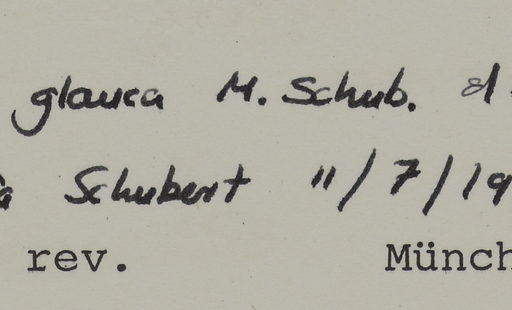 glauca M. Schub.
Schubert 11/7/19
rev. Münch